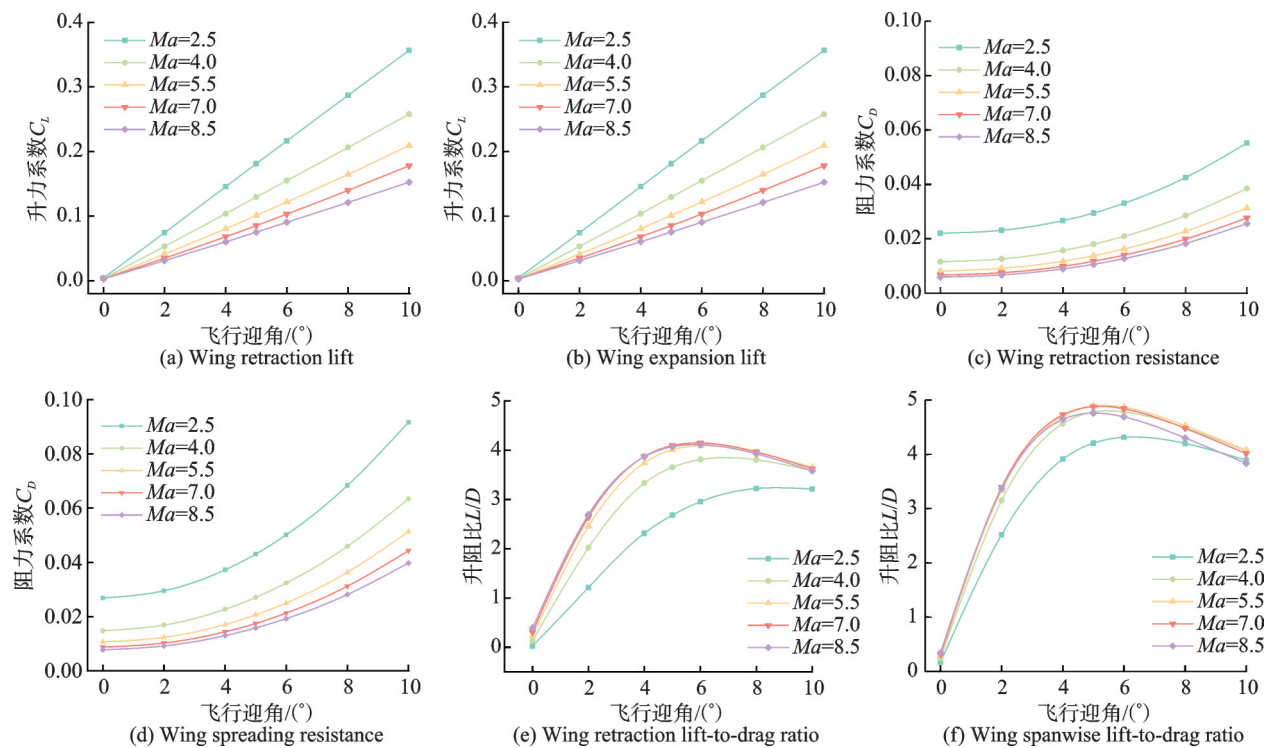 0.4
0.3
0.2
0.1
0.0
升力系数C_L
Ma=2.5
Ma=4.0
Ma=5.5
Ma=7.0
Ma=8.5
0 2 4 6 8 10
飞行迎角/(°)
(a) Wing retraction lift
0.4
0.3
0.2
0.1
0.0
升力系数C_L
Ma=2.5
Ma=4.0
Ma=5.5
Ma=7.0
Ma=8.5
0 2 4 6 8 10
飞行迎角/(°)
(b) Wing expansion lift
0.10
0.08
0.06
0.04
0.02
0.00
阻力系数C_D
Ma=2.5
Ma=4.0
Ma=5.5
Ma=7.0
Ma=8.5
0 2 4 6 8 10
飞行迎角/(°)
(c) Wing retraction resistance
0.10
0.08
0.06
0.04
0.02
0.00
阻力系数C_D
Ma=2.5
Ma=4.0
Ma=5.5
Ma=7.0
Ma=8.5
0 2 4 6 8 10
飞行迎角/(°)
(d) Wing spreading resistance
5
4
3
2
1
0
升阻比L/D
Ma=2.5
Ma=4.0
Ma=5.5
Ma=7.0
Ma=8.5
0 2 4 6 8 10
飞行迎角/(°)
(e) Wing retraction lift-to-drag ratio
5
4
3
2
1
0
升阻比L/D
Ma=2.5
Ma=4.0
Ma=5.5
Ma=7.0
Ma=8.5
0 2 4 6 8 10
飞行迎角/(°)
(f) Wing spanwise lift-to-drag ratio